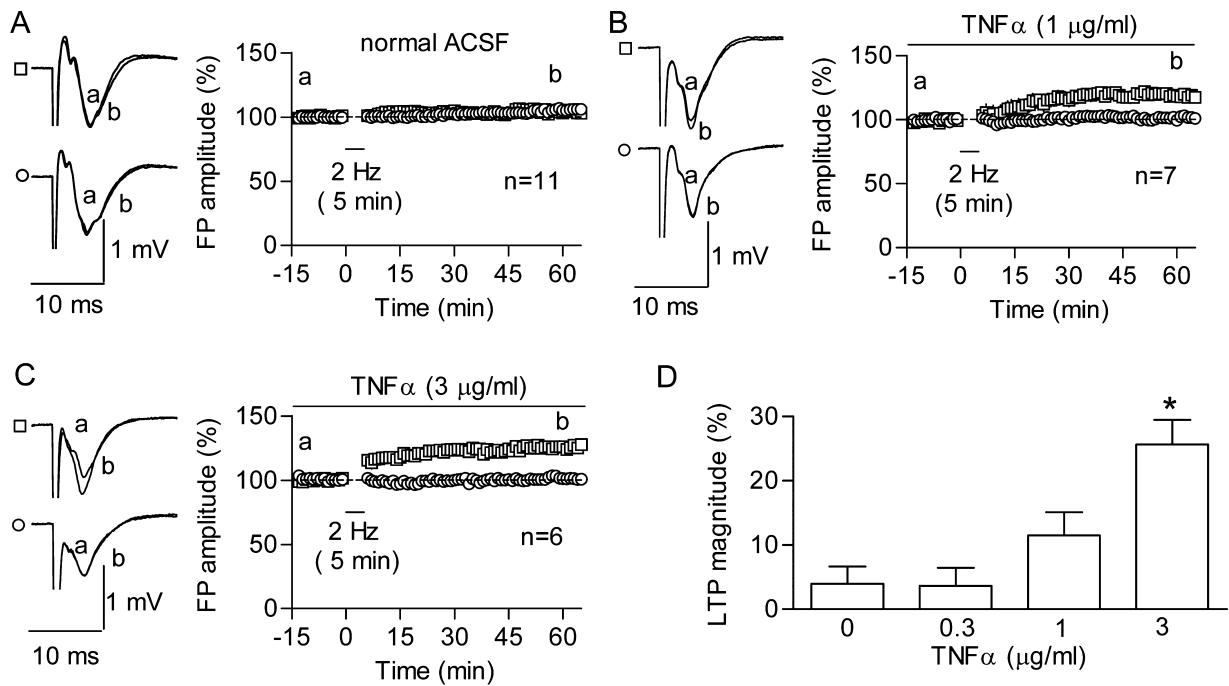 A
normal ACSF
a
b
a
b
1 mV
10 ms
FP amplitude (%)
150
100
50
0
a
b
2 Hz
( 5 min)
n=11
-15 0 15 30 45 60
Time (min)
B
TNFα (1 μg/ml)
a
b
a
b
1 mV
10 ms
FP amplitude (%)
150
100
50
0
a
b
2 Hz
(5 min)
n=7
-15 0 15 30 45 60
Time (min)
C
TNFα (3 μg/ml)
a
b
a
b
1 mV
10 ms
FP amplitude (%)
150
100
50
0
a
b
2 Hz
( 5 min)
n=6
-15 0 15 30 45 60
Time (min)
D
LTP magnitude (%)
30
20
10
0
*
0 0.3 1 3
TNFα (μg/ml)